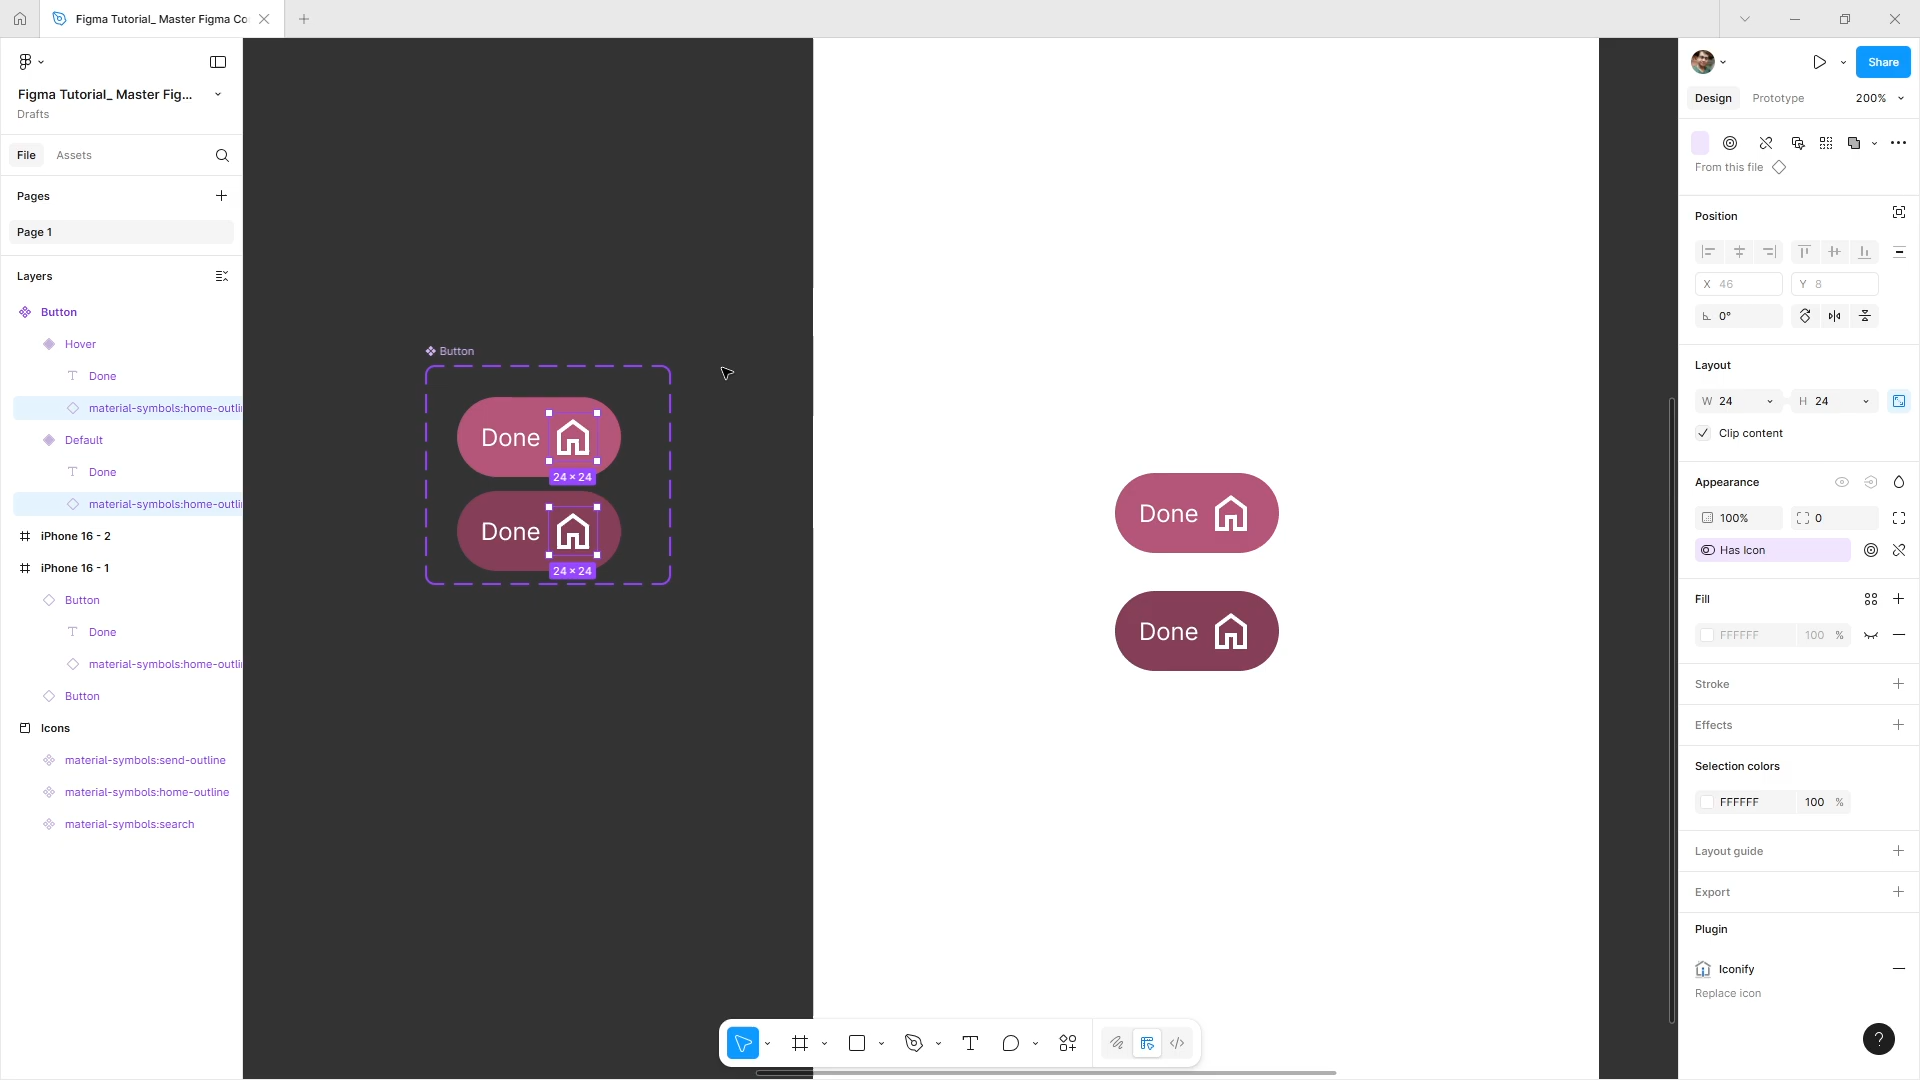 Figma Tutorial_ Master Figma Co
Figma Tutorial_ Master Fig...
Drafts
File
Assets
Pages
Page 1
Layers
Button
Hover
Done
material-symbols:home-outli
Default
Done
material-symbols:home-outli
iPhone 16 - 2
iPhone 16 - 1
Button
Done
material-symbols:home-outli
Button
Icons
material-symbols:send-outline
material-symbols:home-outline
material-symbols:search
Button
Done
24 × 24
Done
24 × 24
Done
Done
Share
Design
Prototype
200%
From this file
Position
X 46
Y 8
0°
Layout
W 24
H 24
Clip content
Appearance
100%
0
Has Icon
Fill
FFFFFF 100 %
Stroke
Effects
Selection colors
FFFFFF 100 %
Layout guide
Export
Plugin
Iconify
Replace icon
?